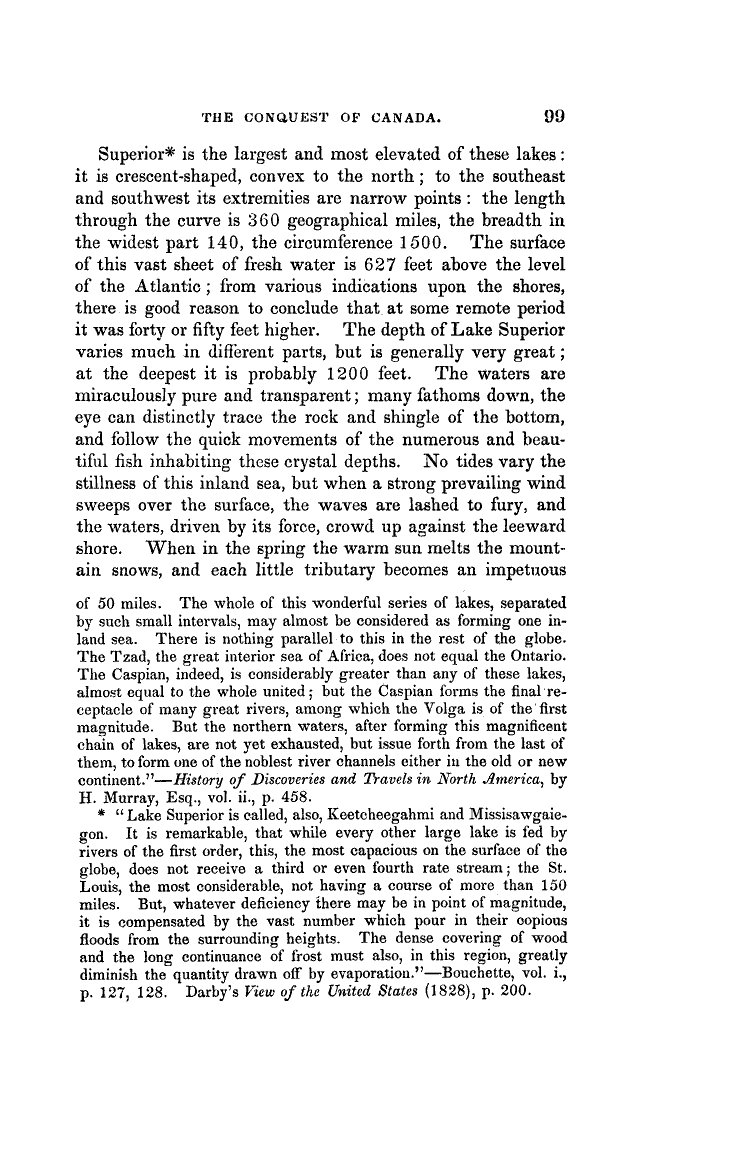 THE CONQUEST OF CANADA. 99
Superior* is the largest and most elevated of these lakes:
it is crescent-shaped, convex to the north; to the southeast
and southwest its extremities are narrow points: the length
through the curve is 360 geographical miles, the breadth in
the widest part 140, the circumference 1500. The surface
of this vast sheet of fresh water is 627 feet above the level
of the Atlantic; from various indications upon the shores,
there is good reason to conclude that at some remote period
it was forty or fifty feet higher. The depth of Lake Superior
varies much in different parts, but is generally very great;
at the deepest it is probably 1200 feet. The waters are
miraculously pure and transparent; many fathoms down, the
eye can distinctly trace the rock and shingle of the bottom,
and follow the quick movements of the numerous and beau-
tiful fish inhabiting these crystal depths. No tides vary the
stillness of this inland sea, but when a strong prevailing wind
sweeps over the surface, the waves are lashed to fury, and
the waters, driven by its force, crowd up against the leeward
shore. When in the spring the warm sun melts the mount-
ain snows, and each little tributary becomes an impetuous
of 50 miles. The whole of this wonderful series of lakes, separated
by such small intervals, may almost be considered as forming one in-
land sea. There is nothing parallel to this in the rest of the globe.
The Tzad, the great interior sea of Africa, does not equal the Ontario.
The Caspian, indeed, is considerably greater than any of these lakes,
almost equal to the whole united; but the Caspian forms the final re-
ceptacle of many great rivers, among which the Volga is of the first
magnitude. But the northern waters, after forming this magnificent
chain of lakes, are not yet exhausted, but issue forth from the last of
them, to form one of the noblest river channels either in the old or new
continent."—History of Discoveries and Travels in North America, by
H. Murray, Esq., vol. ii., p. 458.
* "Lake Superior is called, also, Keetcheegahmi and Missisawgaie-
gon. It is remarkable, that while every other large lake is fed by
rivers of the first order, this, the most capacious on the surface of the
globe, does not receive a third or even fourth rate stream; the St.
Louis, the most considerable, not having a course of more than 150
miles. But, whatever deficiency there may be in point of magnitude,
it is compensated by the vast number which pour in their copious
floods from the surrounding heights. The dense covering of wood
and the long continuance of frost must also, in this region, greatly
diminish the quantity drawn off by evaporation."—Bouchette, vol. i.,
p. 127, 128. Darby's View of the United States (1828), p. 200.